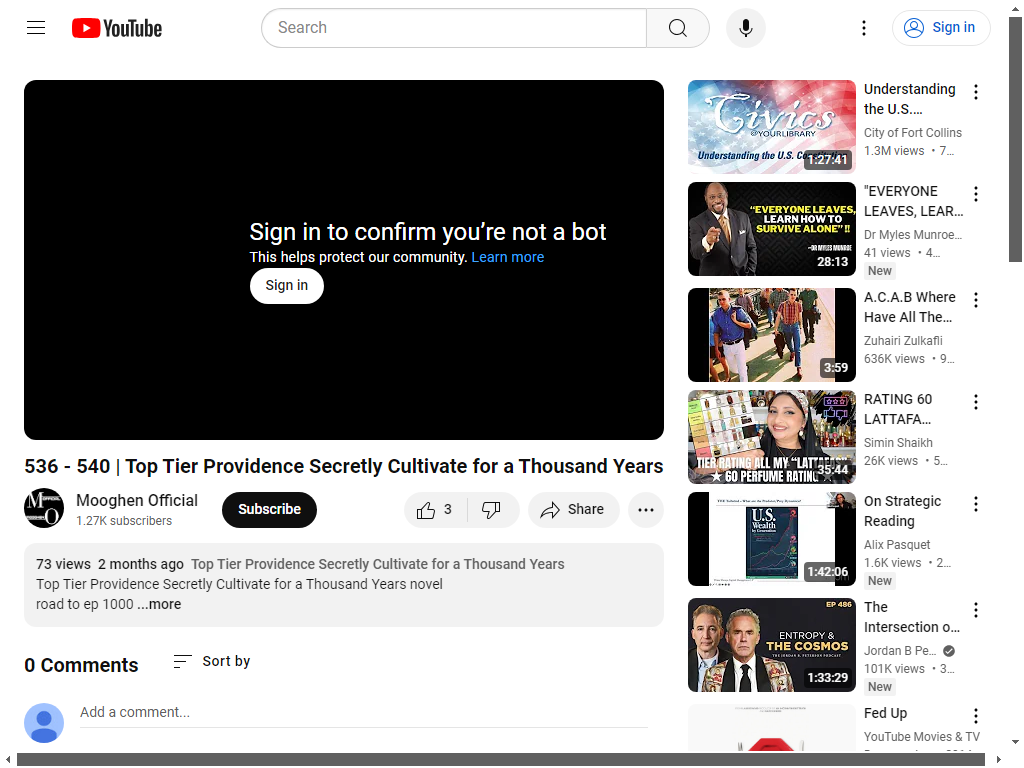 YouTube
Search
Sign in
Sign in to confirm you're not a bot
This helps protect our community. Learn more
Sign in
536 - 540 | Top Tier Providence Secretly Cultivate for a Thousand Years
Mooghen Official
1.27K subscribers
Subscribe
3
Share
73 views 2 months ago Top Tier Providence Secretly Cultivate for a Thousand Years
Top Tier Providence Secretly Cultivate for a Thousand Years novel
road to ep 1000 ...more
0 Comments
Sort by
Add a comment...
Civics
@YOURLIBRARY
Understanding the U.S. Constitution
1:27:41
Understanding
the U.S....
City of Fort Collins
1.3M views • 7...
"EVERYONE LEAVES,
LEARN HOW TO
SURVIVE ALONE"!!
~DR MYLES MUNROE
28:13
"EVERYONE
LEAVES, LEAR...
Dr Myles Munroe...
41 views • 4...
New
3:59
A.C.A.B Where
Have All The...
Zuhairi Zulkafli
636K views • 9...
TIER RATING ALL MY "LATT
★ 60 PERFUME RATING
35:44
RATING 60
LATTAFA...
Simin Shaikh
26K views • 5...
U.S.
Wealth
by Generation
1:42:06
On Strategic
Reading
Alix Pasquet
1.6K views • 2...
New
EP 486
ENTROPY &
THE COSMOS
THE JORDAN B. PETERSON PODCAST
1:33:29
The
Intersection o...
Jordan B Pe...
101K views • 3...
New
Fed Up
YouTube Movies & TV